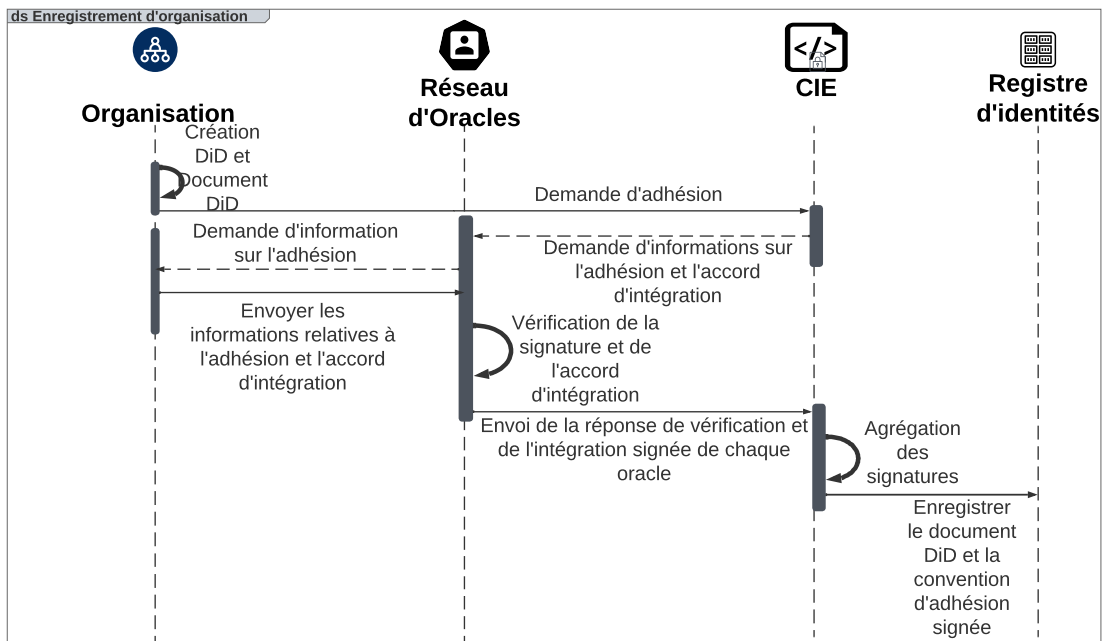 ds Enregistrement d'organisation
Organisation
Réseau
d'Oracles
</>
CIE
Registre
d'identités
Création
DiD et
Document
DiD
Demande d'adhésion
Demande d'informations sur
l'adhésion et l'accord
d'intégration
Demande d'information
sur l'adhésion
Envoyer les
informations relatives à
l'adhésion et l'accord
d'intégration
Vérification de la
signature et de
l'accord
d'intégration
Envoi de la réponse de vérification et
de l'intégration signée de chaque
oracle
Agrégation
des
signatures
Enregistrer
le document
DiD et la
convention
d'adhésion
signée